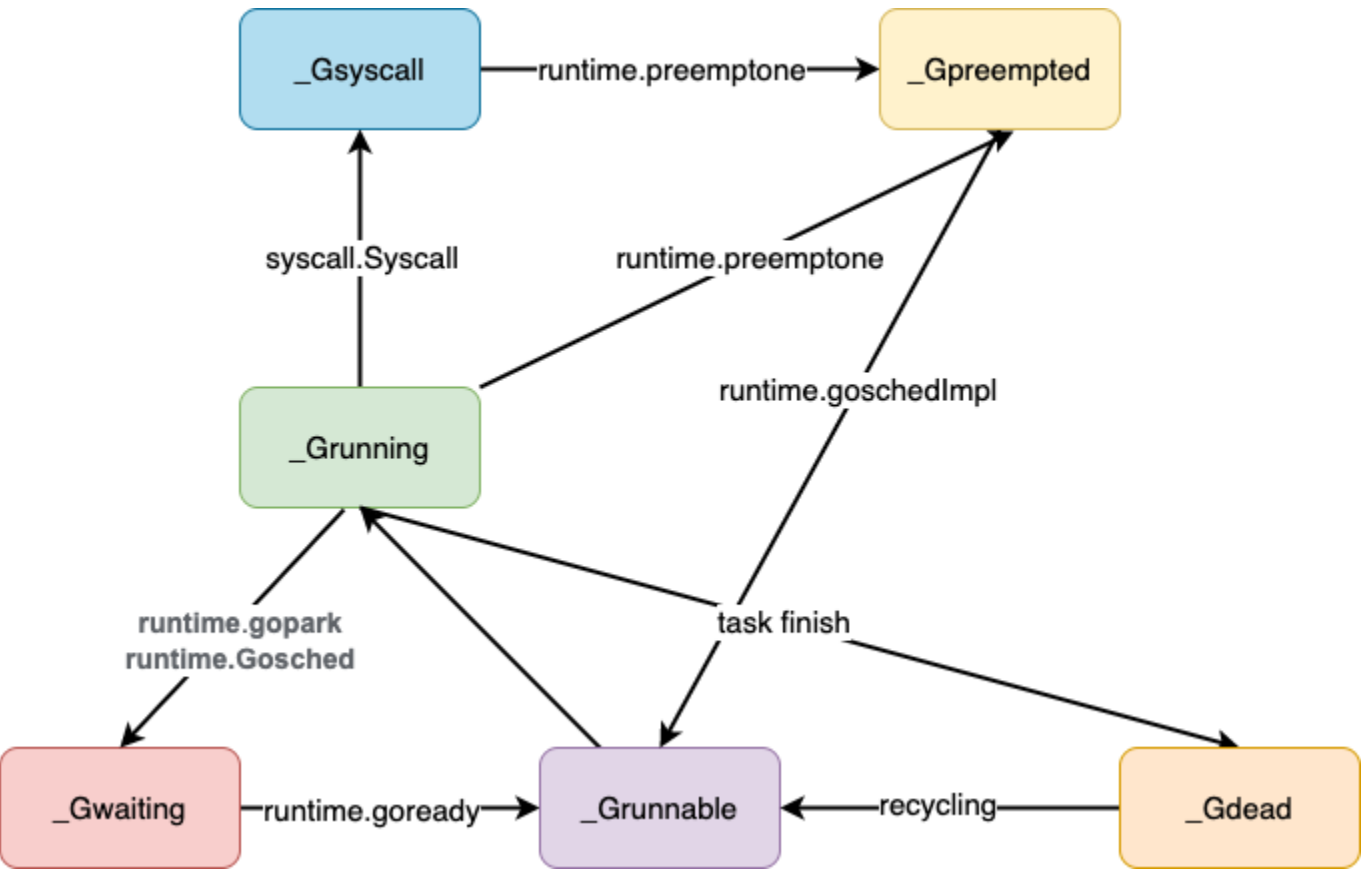 _Gsyscall
runtime.preemptone
_Gpreempted
syscall.Syscall
runtime.preemptone
runtime.goschedImpl
_Grunning
runtime.gopark
runtime.Gosched
task finish
_Gwaiting
runtime.goready
_Grunnable
recycling
_Gdead